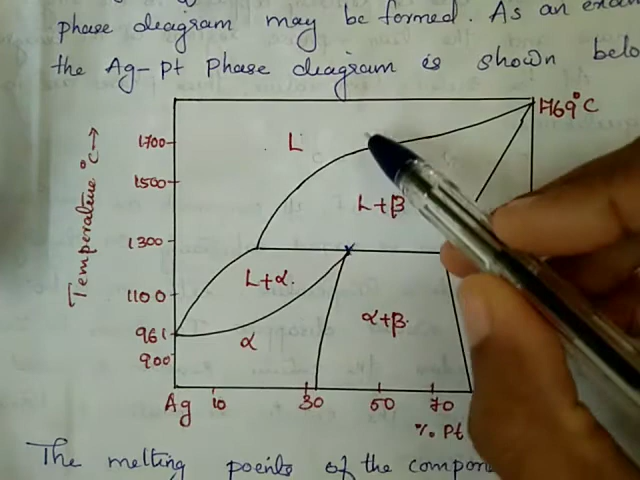 phase diagram may be formed. As an exam
the Ag-Pt phase diagram is shown belo
1769°C
1700
L
1500
L+β
Temperature °C→
1300
L+α
1100
α+β
961
α
900
Ag 10 30 50 70
% Pt
The melting points of the compon